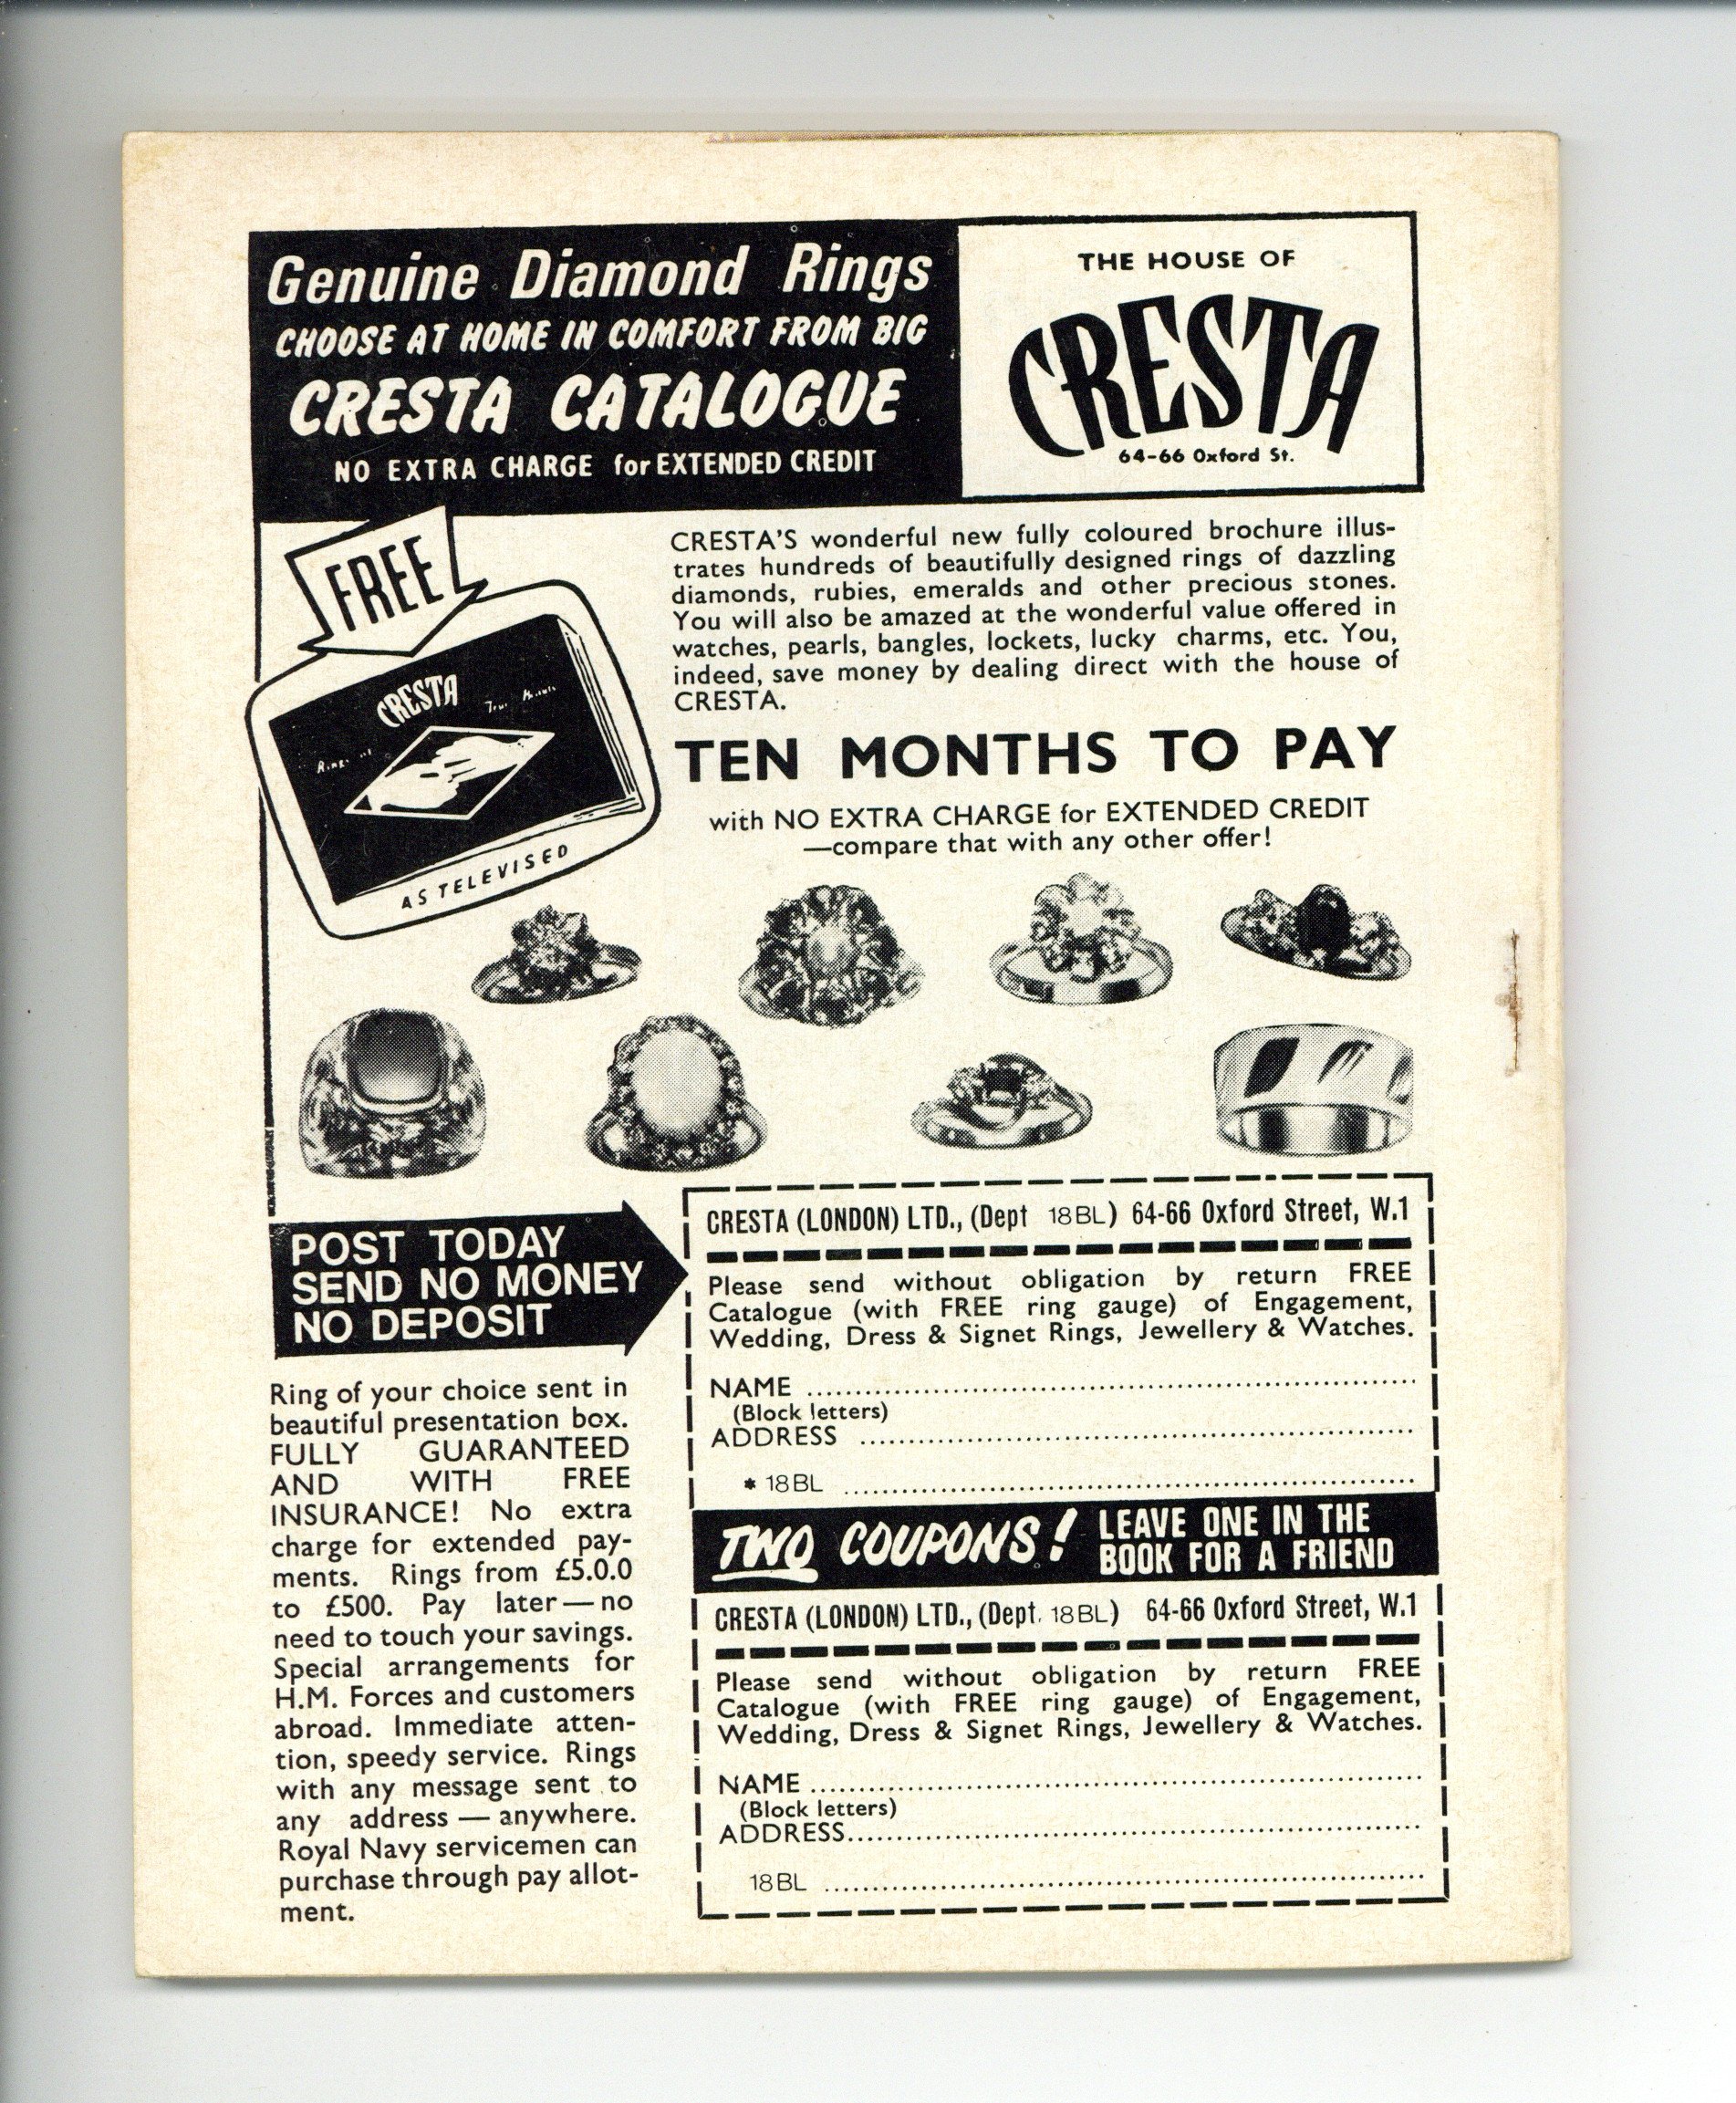 Genuine Diamond Rings
CHOOSE AT HOME IN COMFORT FROM BIG
CRESTA CATALOGUE
NO EXTRA CHARGE for EXTENDED CREDIT
THE HOUSE OF
CRESTA
64-66 Oxford St.
FREE
CRESTA
AS TELEVISED
CRESTA'S wonderful new fully coloured brochure illus-
trates hundreds of beautifully designed rings of dazzling
diamonds, rubies, emeralds and other precious stones.
You will also be amazed at the wonderful value offered in
watches, pearls, bangles, lockets, lucky charms, etc. You,
indeed, save money by dealing direct with the house of
CRESTA.
TEN MONTHS TO PAY
with NO EXTRA CHARGE for EXTENDED CREDIT
—compare that with any other offer!
POST TODAY
SEND NO MONEY
NO DEPOSIT
Ring of your choice sent in
beautiful presentation box.
FULLY GUARANTEED
AND WITH FREE
INSURANCE! No extra
charge for extended pay-
ments. Rings from £5.0.0
to £500. Pay later — no
need to touch your savings.
Special arrangements for
H.M. Forces and customers
abroad. Immediate atten-
tion, speedy service. Rings
with any message sent to
any address — anywhere.
Royal Navy servicemen can
purchase through pay allot-
ment.
CRESTA (LONDON) LTD., (Dept 18BL) 64-66 Oxford Street, W.1
Please send without obligation by return FREE
Catalogue (with FREE ring gauge) of Engagement,
Wedding, Dress & Signet Rings, Jewellery & Watches.
NAME
(Block letters)
ADDRESS
* 18BL
TWO COUPONS! LEAVE ONE IN THE
BOOK FOR A FRIEND
CRESTA (LONDON) LTD., (Dept. 18BL) 64-66 Oxford Street, W.1
Please send without obligation by return FREE
Catalogue (with FREE ring gauge) of Engagement,
Wedding, Dress & Signet Rings, Jewellery & Watches.
NAME
(Block letters)
ADDRESS
18BL